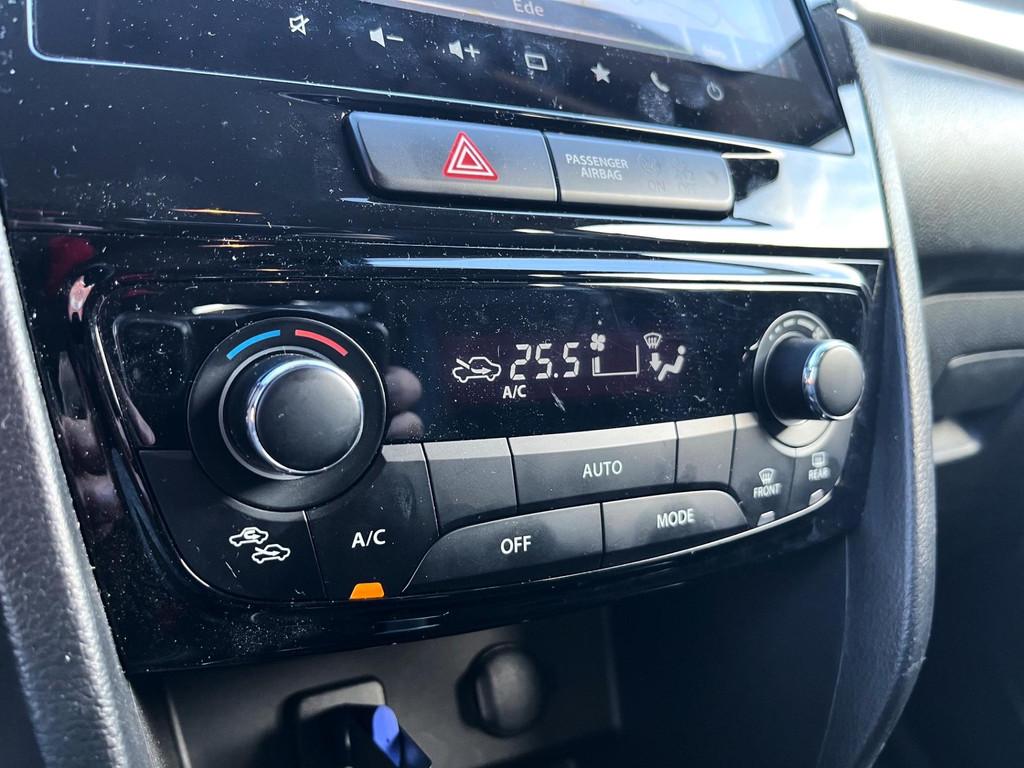 Ede
PASSENGER
AIRBAG
ON
OFF
25.5
A/C
AUTO
FRONT
REAR
A/C
OFF
MODE